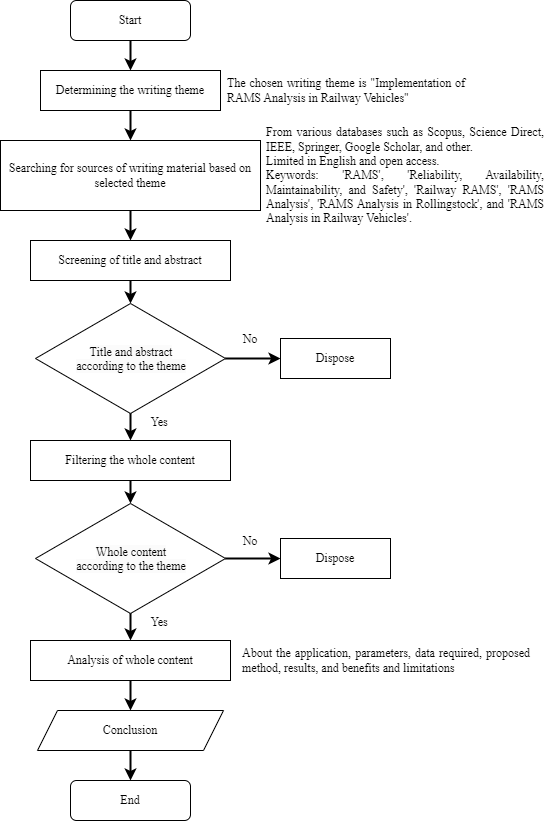 Start
Determining the writing theme
The chosen writing theme is "Implementation of
RAMS Analysis in Railway Vehicles"
Searching for sources of writing material based on
selected theme
From various databases such as Scopus, Science Direct,
IEEE, Springer, Google Scholar, and other.
Limited in English and open access.
Keywords: 'RAMS', 'Reliability, Availability,
Maintainability, and Safety', 'Railway RAMS', 'RAMS
Analysis', 'RAMS Analysis in Rollingstock', and 'RAMS
Analysis in Railway Vehicles'.
Screening of title and abstract
Title and abstract
according to the theme
No
Dispose
Yes
Filtering the whole content
Whole content
according to the theme
No
Dispose
Yes
Analysis of whole content
About the application, parameters, data required, proposed
method, results, and benefits and limitations
Conclusion
End